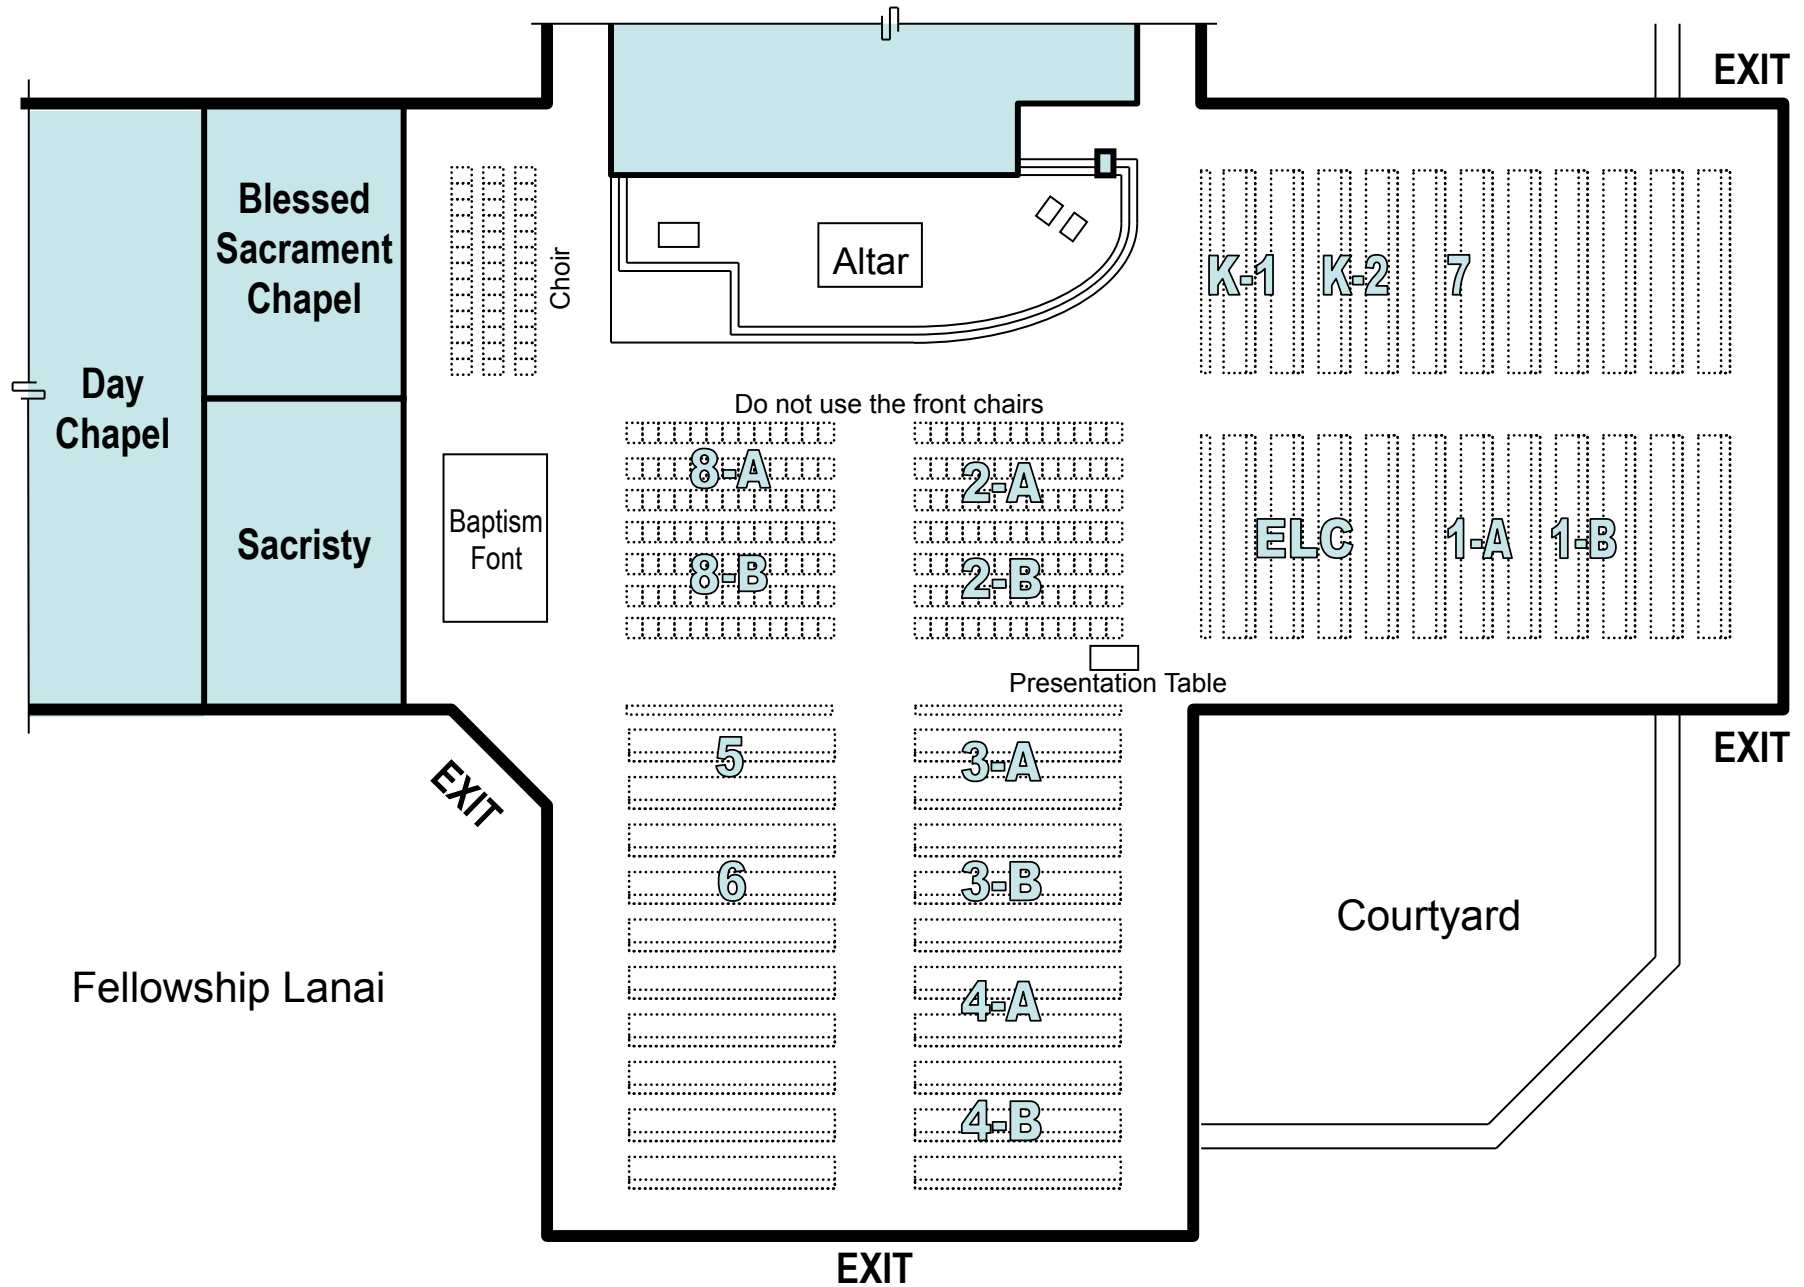 EXIT
Blessed
Sacrament
Chapel
Choir
Altar
K-1 K-2 7
Day
Chapel
Do not use the front chairs
8-A 2-A
Baptism
Font
Sacristy
ELC 1-A 1-B
8-B 2-B
Presentation Table
5 3-A
EXIT
EXIT
6 3-B
Courtyard
Fellowship Lanai
4-A
4-B
EXIT